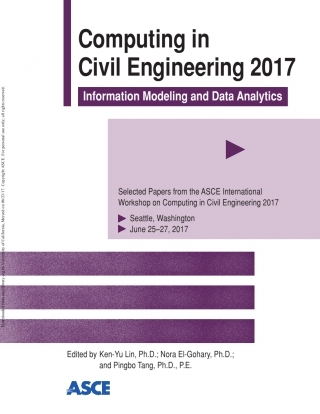 Computing in
Civil Engineering 2017
Information Modeling and Data Analytics
Selected Papers from the ASCE International
Workshop on Computing in Civil Engineering 2017
Seattle, Washington
June 25–27, 2017
Edited by Ken-Yu Lin, Ph.D.; Nora El-Gohary, Ph.D.;
and Pingbo Tang, Ph.D., P.E.
ASCE